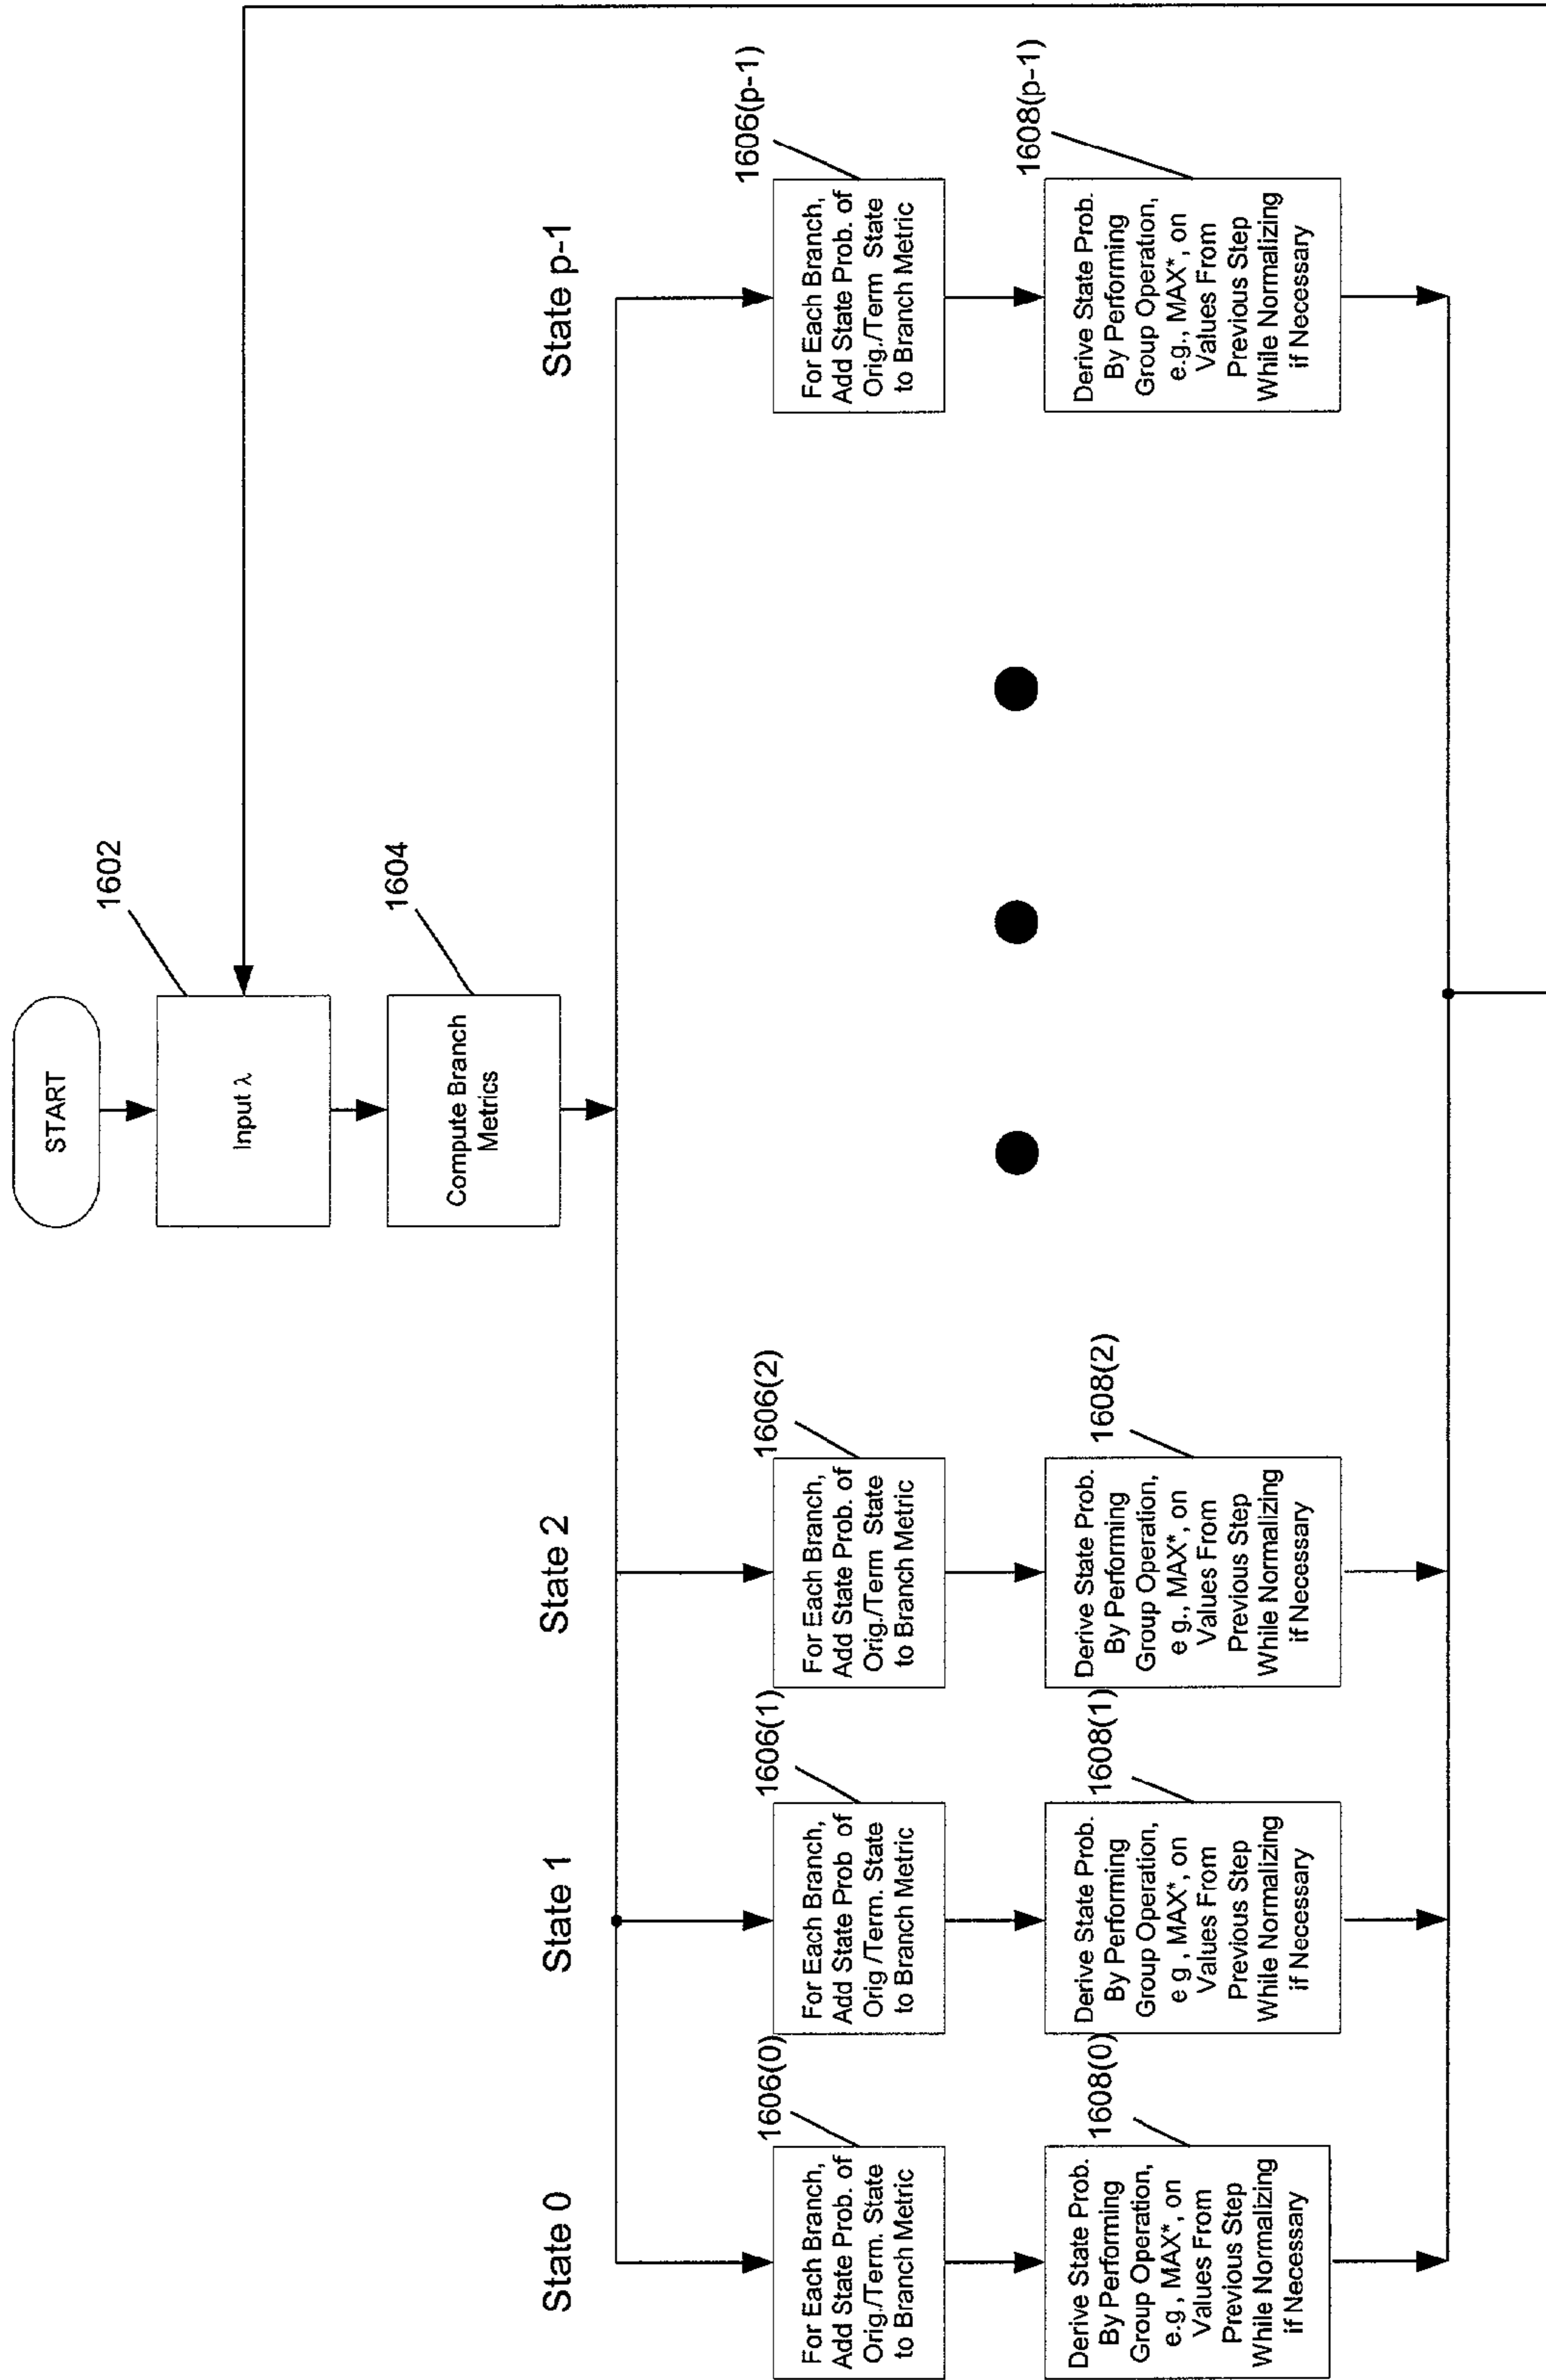 START
1602
Input λ
1604
Compute Branch
Metrics
State 0
State 1
State 2
State p-1
1606(0)
For Each Branch,
Add State Prob. of
Orig./Term. State
to Branch Metric
1606(1)
For Each Branch,
Add State Prob of
Orig /Term. State
to Branch Metric
1606(2)
For Each Branch,
Add State Prob. of
Orig./Term State
to Branch Metric
1606(p-1)
For Each Branch,
Add State Prob. of
Orig./Term State
to Branch Metric
1608(0)
Derive State Prob.
By Performing
Group Operation,
e.g., MAX*, on
Values From
Previous Step
While Normalizing
if Necessary
1608(1)
Derive State Prob.
By Performing
Group Operation,
e g , MAX*, on
Values From
Previous Step
While Normalizing
if Necessary
1608(2)
Derive State Prob.
By Performing
Group Operation,
e g., MAX*, on
Values From
Previous Step
While Normalizing
if Necessary
1608(p-1)
Derive State Prob.
By Performing
Group Operation,
e.g., MAX*, on
Values From
Previous Step
While Normalizing
if Necessary